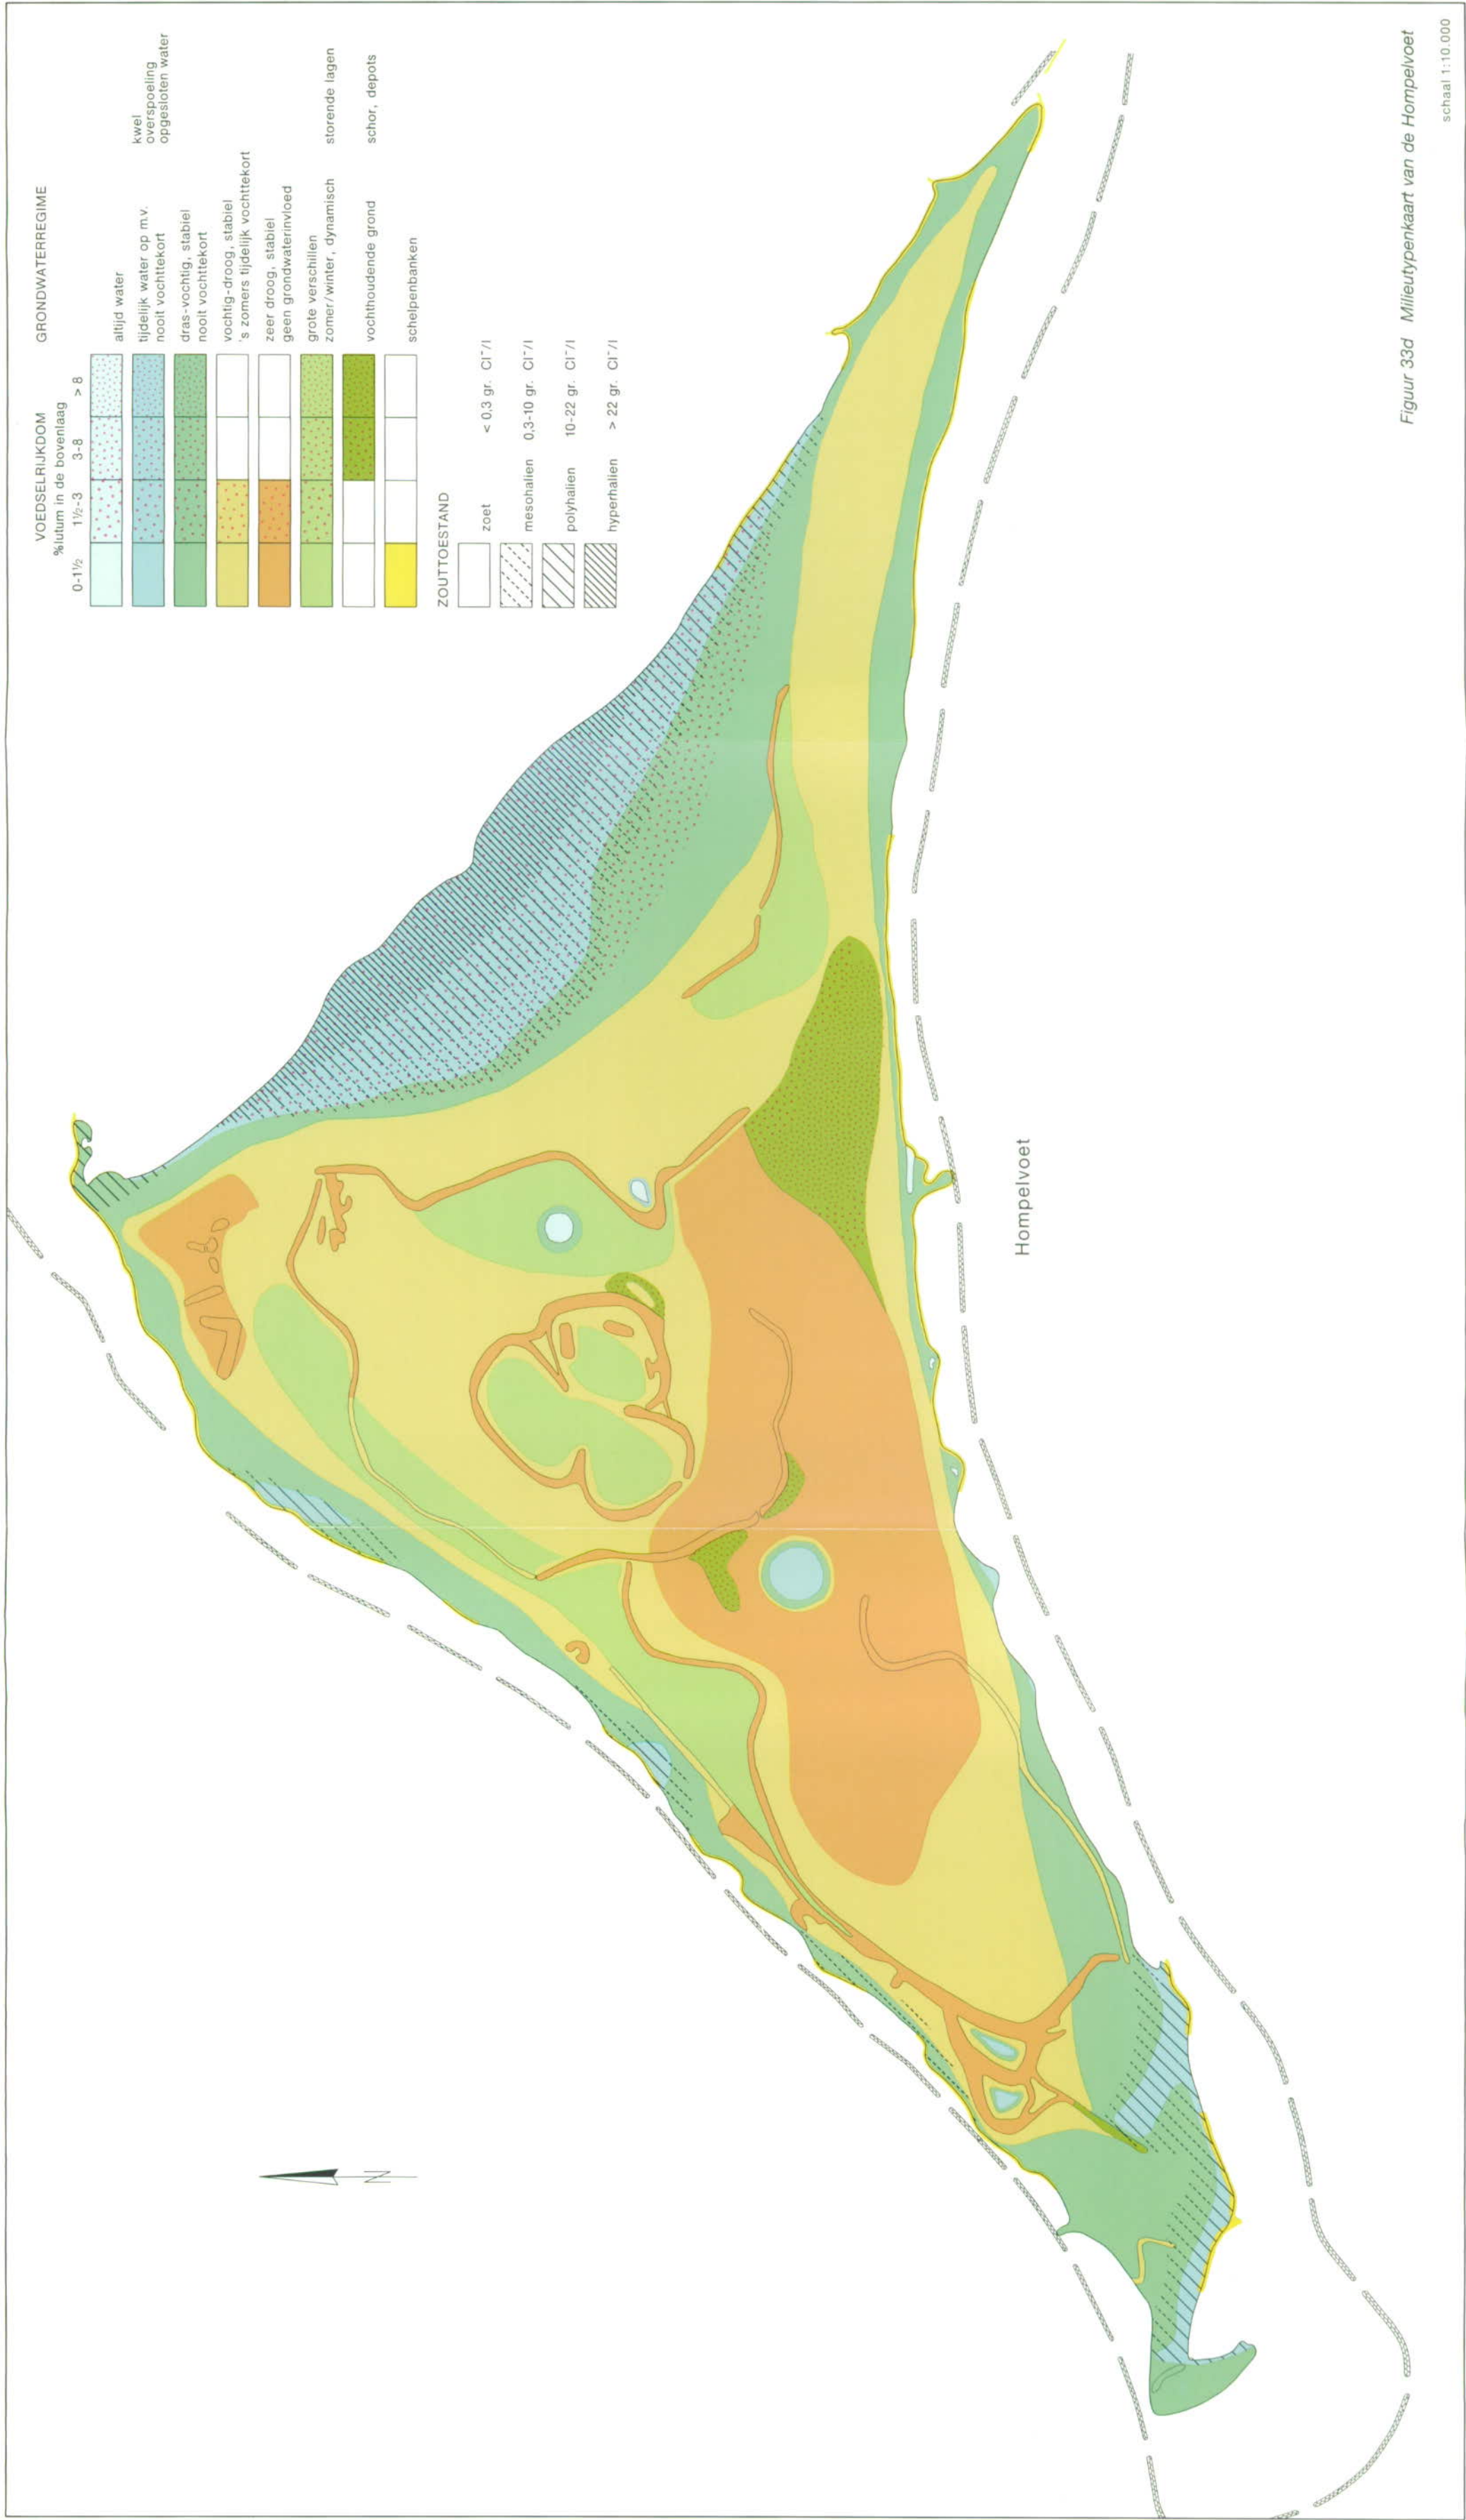 VOEDSELRIJKDOM GRONDWATERREGIME
%lutum in de bovenlaag
0-1½ 1½-3 3-8 > 8
altijd water
tijdelijk water op m.v. kwel
nooit vochttekort overspoeling
opgesloten water
dras-vochtig, stabiel
nooit vochttekort
vochtig-droog, stabiel
's zomers tijdelijk vochttekort
zeer droog, stabiel
geen grondwaterinvloed
grote verschillen
zomer/winter, dynamisch storende lagen
vochthoudende grond schor, depots
schelpenbanken
ZOUTTOESTAND
zoet < 0,3 gr. Cl⁻/l
mesohalien 0,3-10 gr. Cl⁻/l
polyhalien 10-22 gr. Cl⁻/l
hyperhalien > 22 gr. Cl⁻/l
N
Hompelvoet
Figuur 33d Milieutypenkaart van de Hompelvoet
schaal 1:10.000